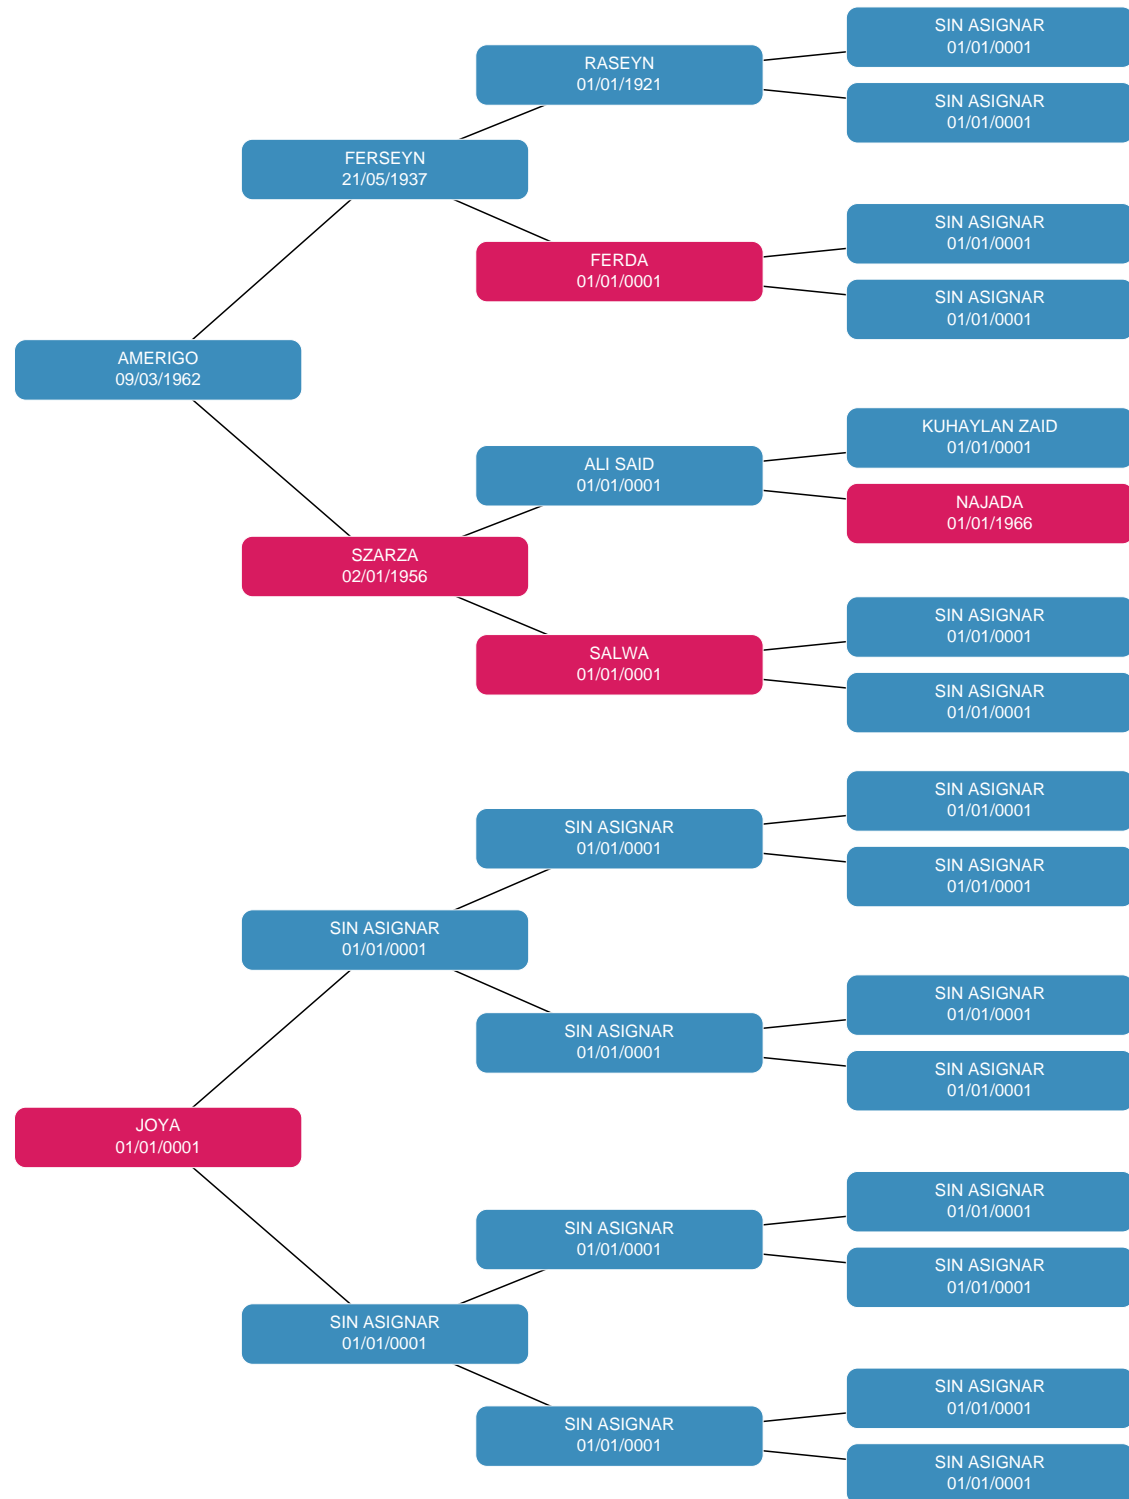 SIN ASIGNAR
01/01/0001
RASEYN
01/01/1921
SIN ASIGNAR
01/01/0001
FERSEYN
21/05/1937
SIN ASIGNAR
01/01/0001
FERDA
01/01/0001
SIN ASIGNAR
01/01/0001
AMERIGO
09/03/1962
KUHAYLAN ZAID
01/01/0001
ALI SAID
01/01/0001
NAJADA
01/01/1966
SZARZA
02/01/1956
SIN ASIGNAR
01/01/0001
SALWA
01/01/0001
SIN ASIGNAR
01/01/0001
SIN ASIGNAR
01/01/0001
SIN ASIGNAR
01/01/0001
SIN ASIGNAR
01/01/0001
SIN ASIGNAR
01/01/0001
SIN ASIGNAR
01/01/0001
SIN ASIGNAR
01/01/0001
SIN ASIGNAR
01/01/0001
JOYA
01/01/0001
SIN ASIGNAR
01/01/0001
SIN ASIGNAR
01/01/0001
SIN ASIGNAR
01/01/0001
SIN ASIGNAR
01/01/0001
SIN ASIGNAR
01/01/0001
SIN ASIGNAR
01/01/0001
SIN ASIGNAR
01/01/0001